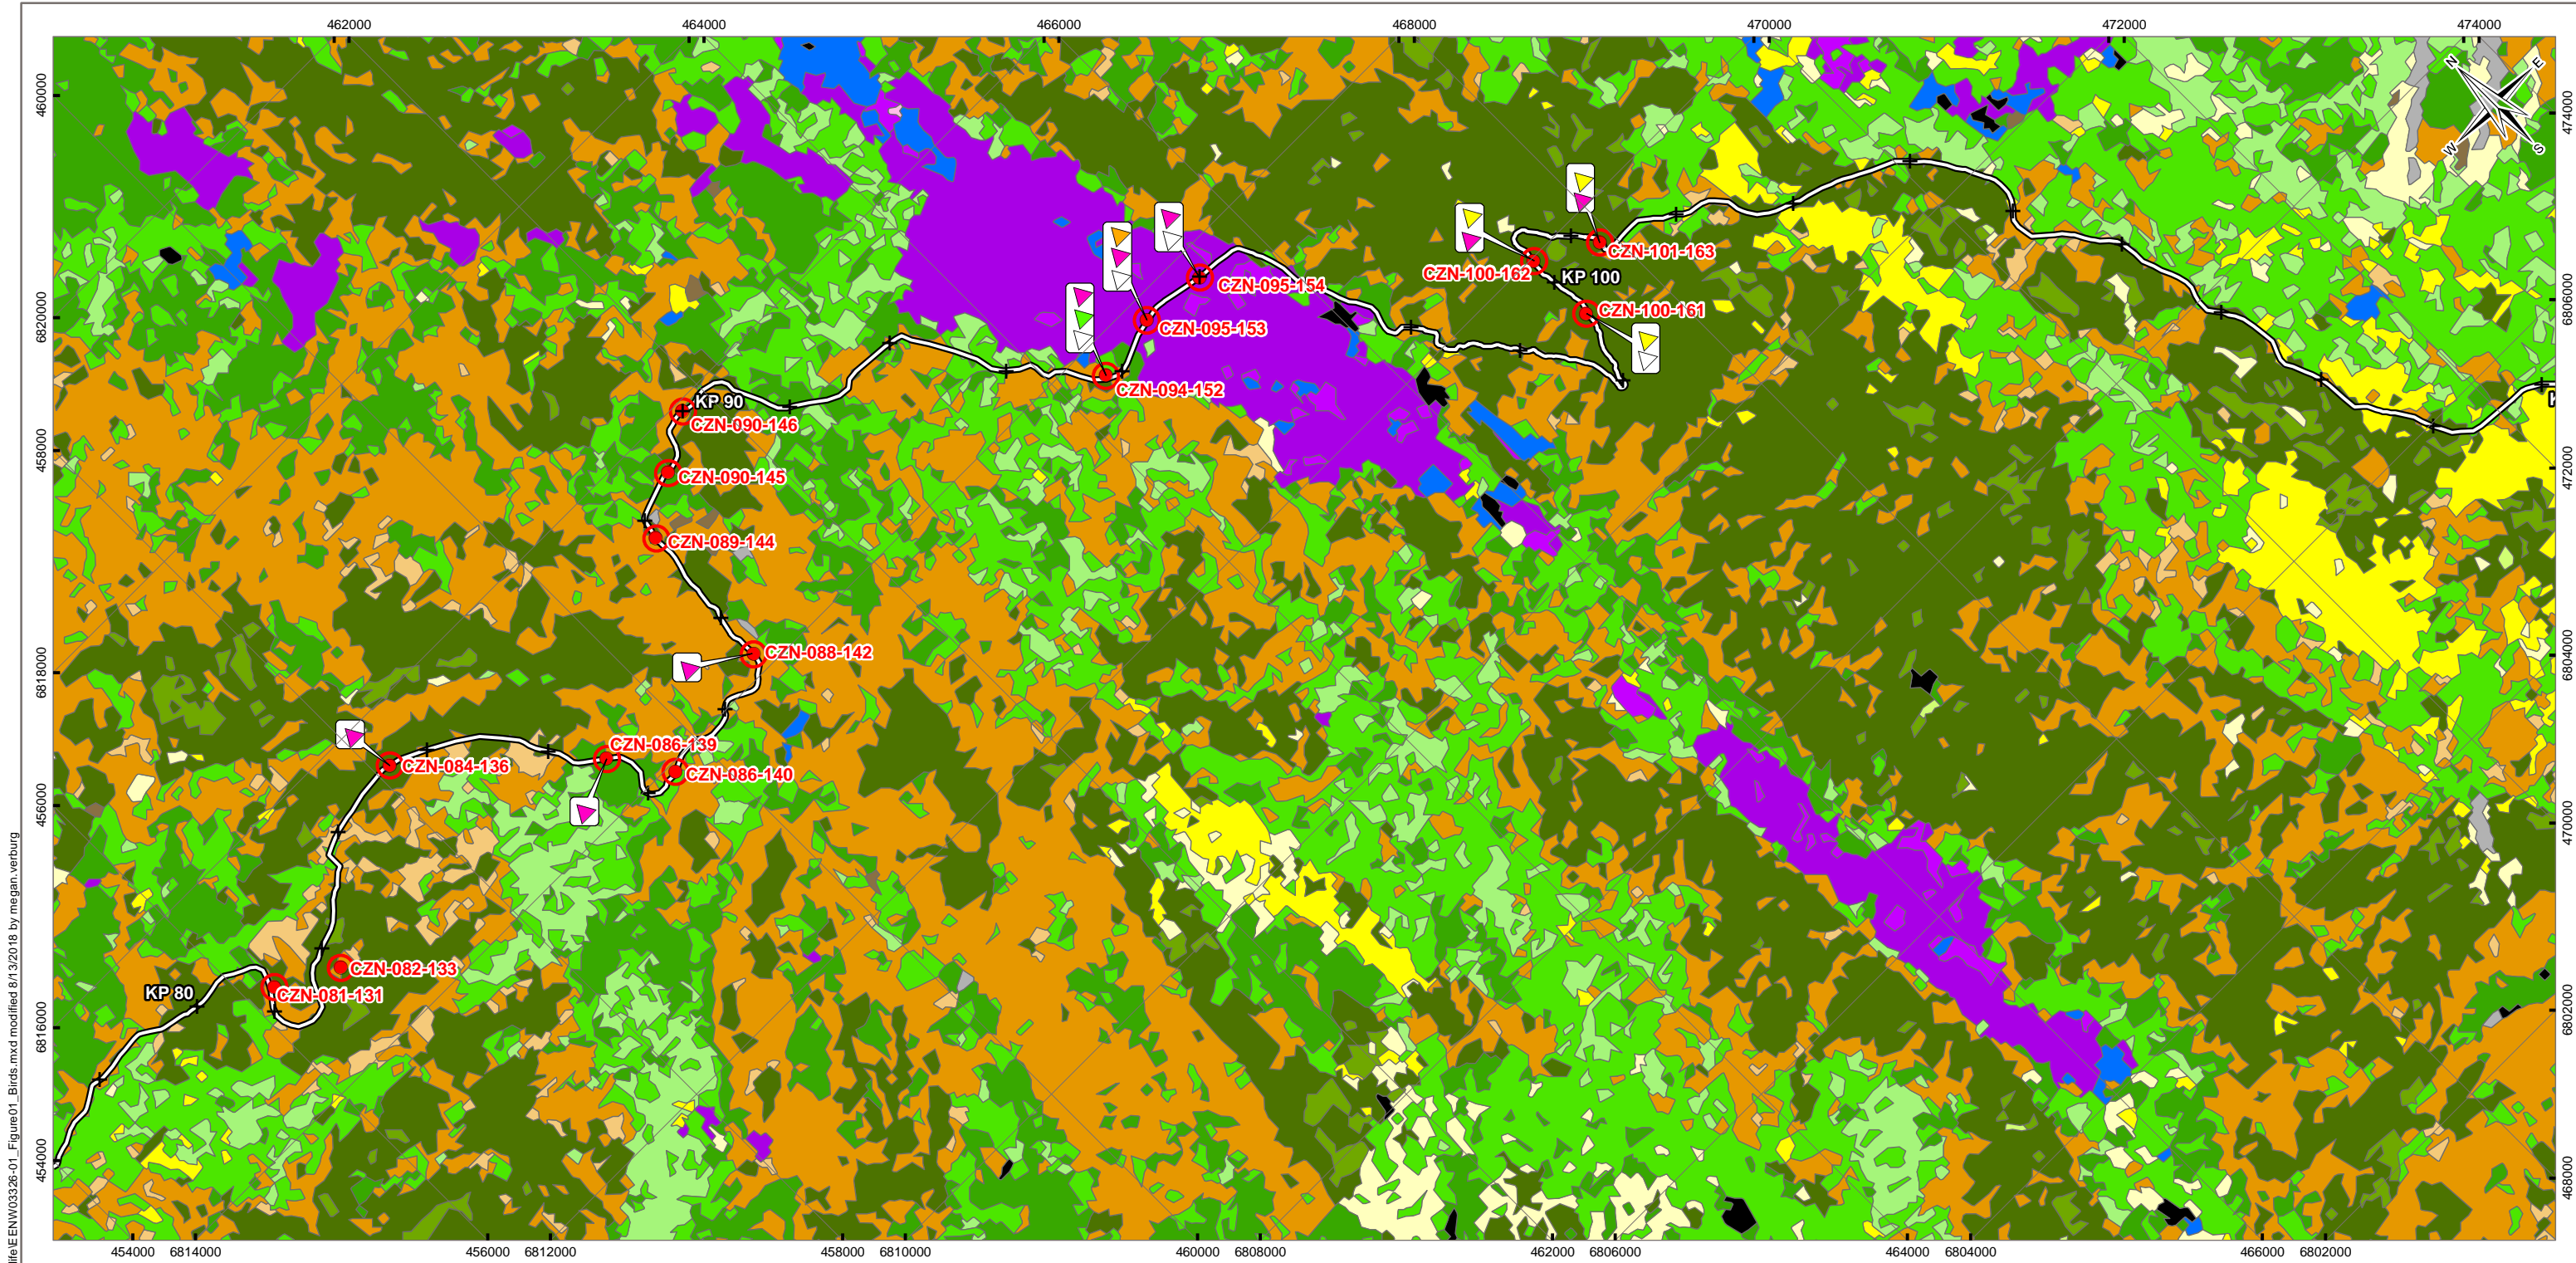 462000 464000 466000 468000 470000 472000 474000
N E
W S
460000
474000
CZN-101-163
CZN-100-162
KP 100
CZN-095-154
CZN-100-161
6820000
6806000
CZN-095-153
CZN-094-152
KP 90
K
CZN-090-146
458000
472000
CZN-090-145
CZN-089-144
CZN-088-142
6818000
6804000
CZN-086-139
CZN-084-136
CZN-086-140
456000
470000
CZN-082-133
KP 80
CZN-081-131
6816000
6802000
454000
468000
life\EENW03326-01_Figure01_Birds.mxd modified 8/13/2018 by megan.verburg
454000 6814000 456000 6812000 458000 6810000 460000 6808000 462000 6806000 464000 6804000 466000 6802000